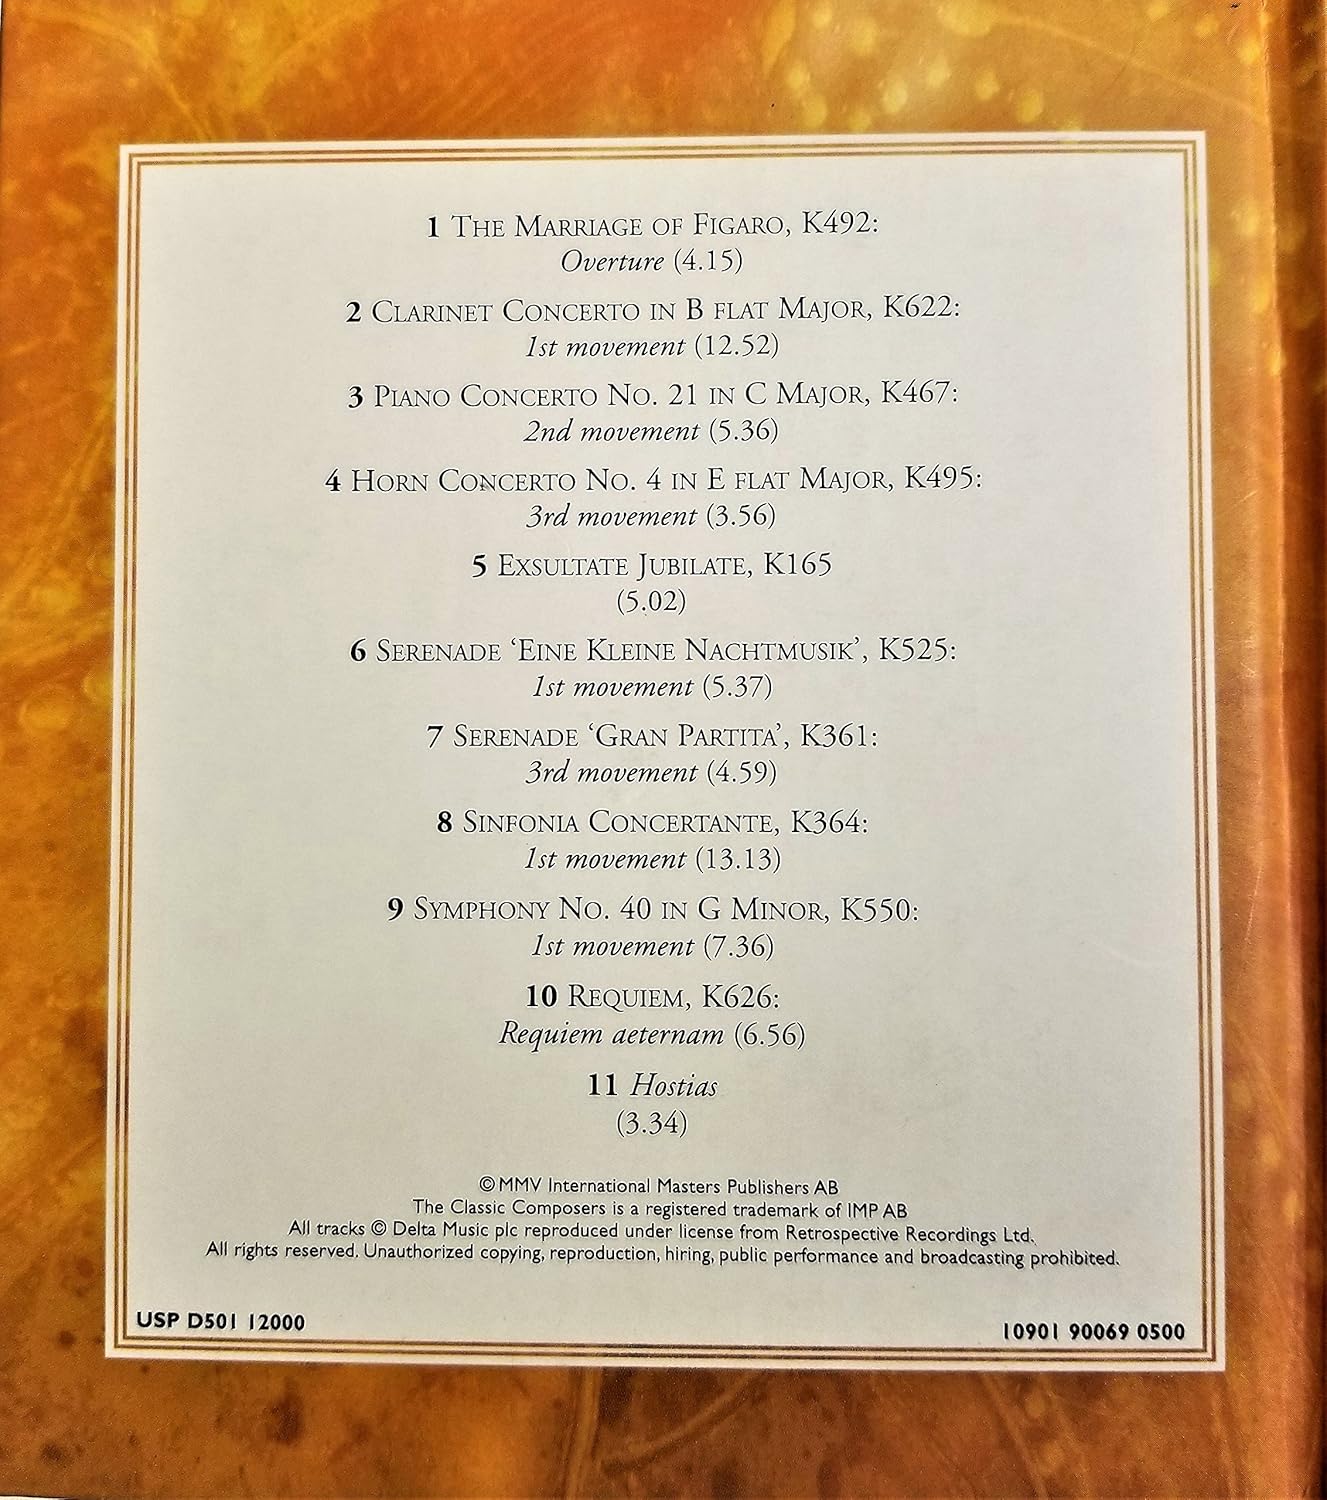 1 THE MARRIAGE OF FIGARO, K492:
Overture (4.15)
2 CLARINET CONCERTO IN B FLAT MAJOR, K622:
1st movement (12.52)
3 PIANO CONCERTO NO. 21 IN C MAJOR, K467:
2nd movement (5.36)
4 HORN CONCERTO NO. 4 IN E FLAT MAJOR, K495:
3rd movement (3.56)
5 EXSULTATE JUBILATE, K165
(5.02)
6 SERENADE ‘EINE KLEINE NACHTMUSIK’, K525:
1st movement (5.37)
7 SERENADE ‘GRAN PARTITA’, K361:
3rd movement (4.59)
8 SINFONIA CONCERTANTE, K364:
1st movement (13.13)
9 SYMPHONY NO. 40 IN G MINOR, K550:
1st movement (7.36)
10 REQUIEM, K626:
Requiem aeternam (6.56)
11 Hostias
(3.34)
© MMV International Masters Publishers AB
The Classic Composers is a registered trademark of IMP AB
All tracks © Delta Music plc reproduced under license from Retrospective Recordings Ltd.
All rights reserved. Unauthorized copying, reproduction, hiring, public performance and broadcasting prohibited.
USP D501 12000
10901 90069 0500